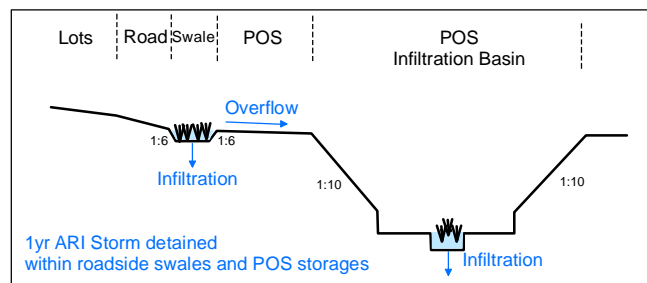 Lots Road Swale POS POS
Infiltration Basin
Overflow
1:6 1:6
Infiltration
1:10 1:10
1yr ARI Storm detained
within roadside swales and POS storages
Infiltration